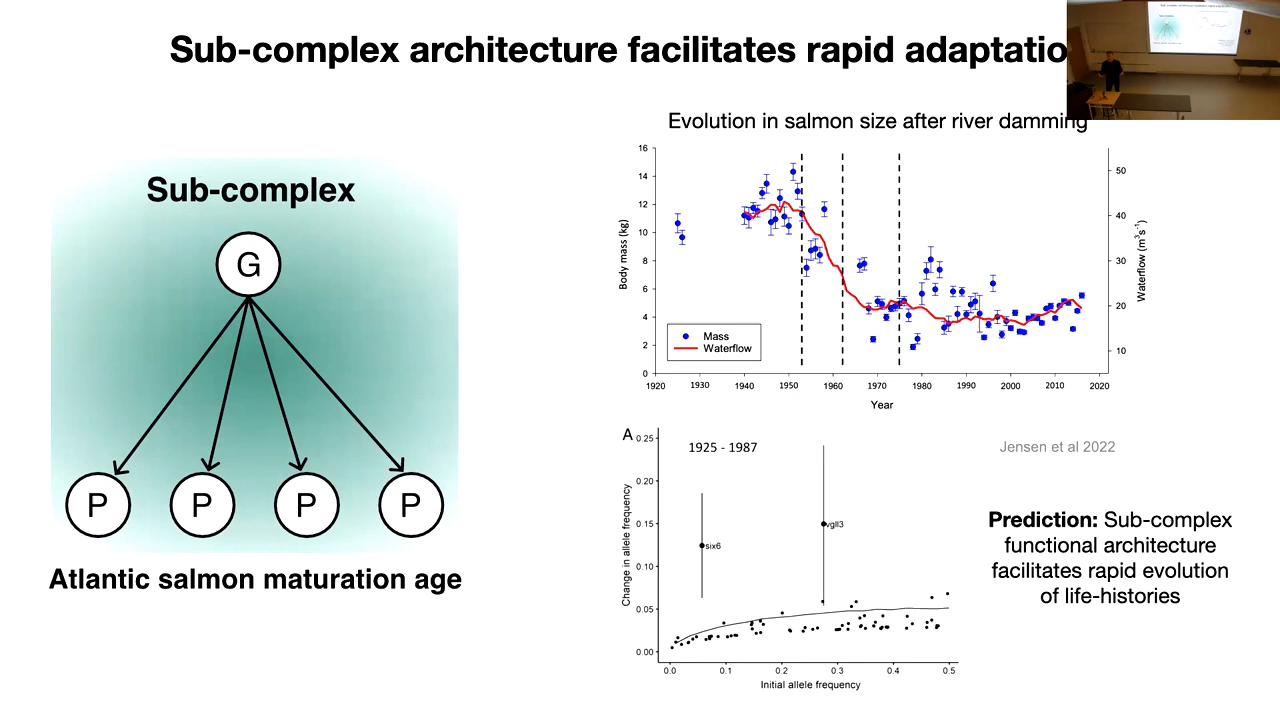 Sub-complex architecture facilitates rapid adaptatio
Evolution in salmon size after river damming
Sub-complex
G
P P P P
Atlantic salmon maturation age
16
14
12
10
8
6
4
2
0
Body mass (kg)
50
40
30
20
10
Waterflow (m³s⁻¹)
Mass
Waterflow
1920 1930 1940 1950 1960 1970 1980 1990 2000 2010 2020
Year
A
1925 - 1987
0.25
0.20
0.15
0.10
0.05
0.00
Change in allele frequency
six6
vgll3
0.0 0.1 0.2 0.3 0.4 0.5
Initial allele frequency
Jensen et al 2022
Prediction: Sub-complex
functional architecture
facilitates rapid evolution
of life-histories